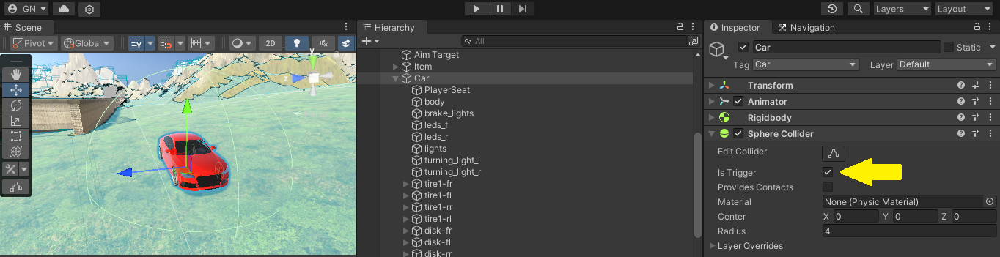 GN
Layers
Layout
Scene
Pivot
Global
2D
Y
Z
Hierarchy
All
Aim Target
Item
Car
PlayerSeat
body
brake_lights
leds_f
leds_r
lights
turning_light_l
turning_light_r
tire1-fr
tire1-fl
tire1-rr
tire1-rl
disk-fr
disk-fl
disk-rr
Inspector
Navigation
Car
Static
Tag Car
Layer Default
Transform
Animator
Rigidbody
Sphere Collider
Edit Collider
Is Trigger
Provides Contacts
Material None (Physic Material)
Center X 0 Y 0 Z 0
Radius 4
Layer Overrides